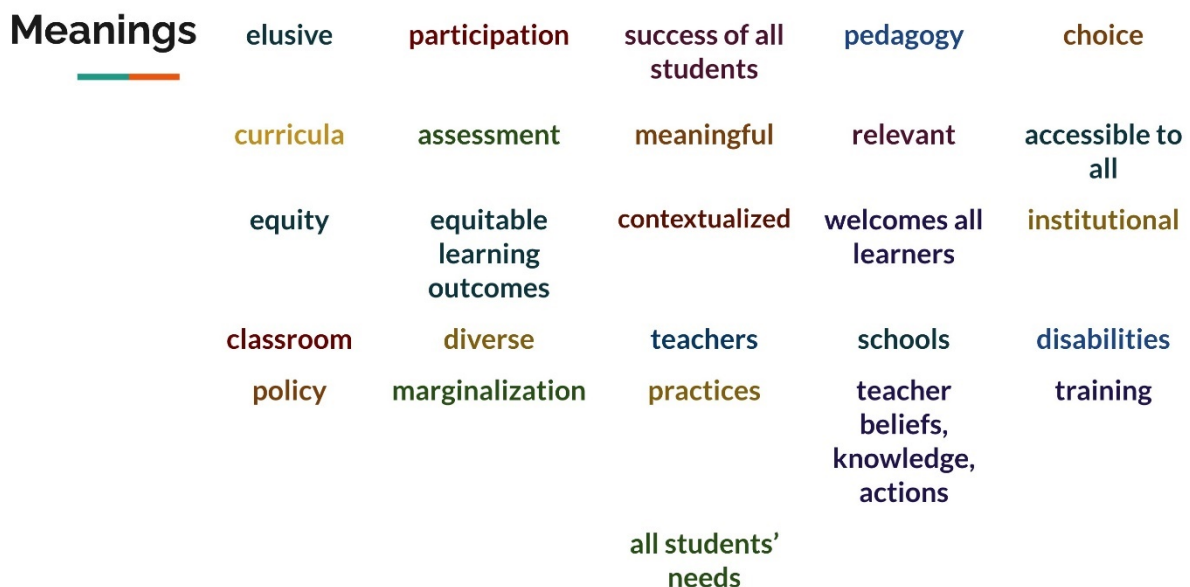 Meanings
elusive
participation
success of all
students
pedagogy
choice
curricula
assessment
meaningful
relevant
accessible to
all
equity
equitable
learning
outcomes
contextualized
welcomes all
learners
institutional
classroom
diverse
teachers
schools
disabilities
policy
marginalization
practices
teacher
beliefs,
knowledge,
actions
training
all students’
needs